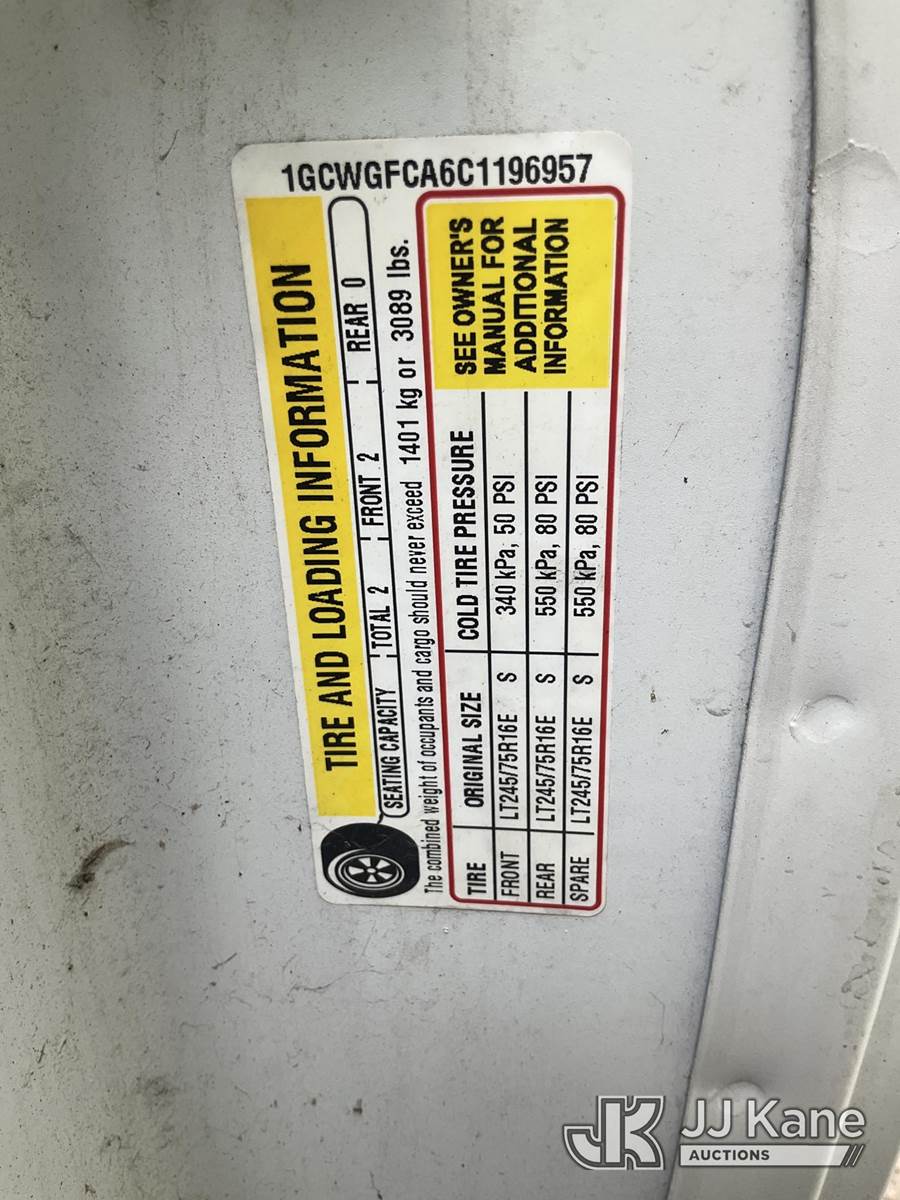 1GCWGFCA6C1196957
TIRE AND LOADING INFORMATION
SEATING CAPACITY TOTAL 2 FRONT 2 REAR 0
The combined weight of occupants and cargo should never exceed 1401 kg or 3089 lbs.
TIRE ORIGINAL SIZE COLD TIRE PRESSURE
FRONT LT245/75R16E S 340 kPa, 50 PSI
REAR LT245/75R16E S 550 kPa, 80 PSI
SPARE LT245/75R16E S 550 kPa, 80 PSI
SEE OWNER'S
MANUAL FOR
ADDITIONAL
INFORMATION
JK JJ Kane
AUCTIONS